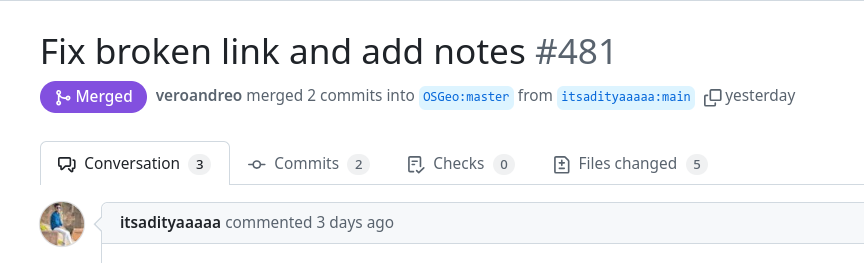 Fix broken link and add notes #481
Merged veroandreo merged 2 commits into OSGeo:master from itsadityaaaaa:main yesterday
Conversation 3 Commits 2 Checks 0 Files changed 5
itsadityaaaaa commented 3 days ago